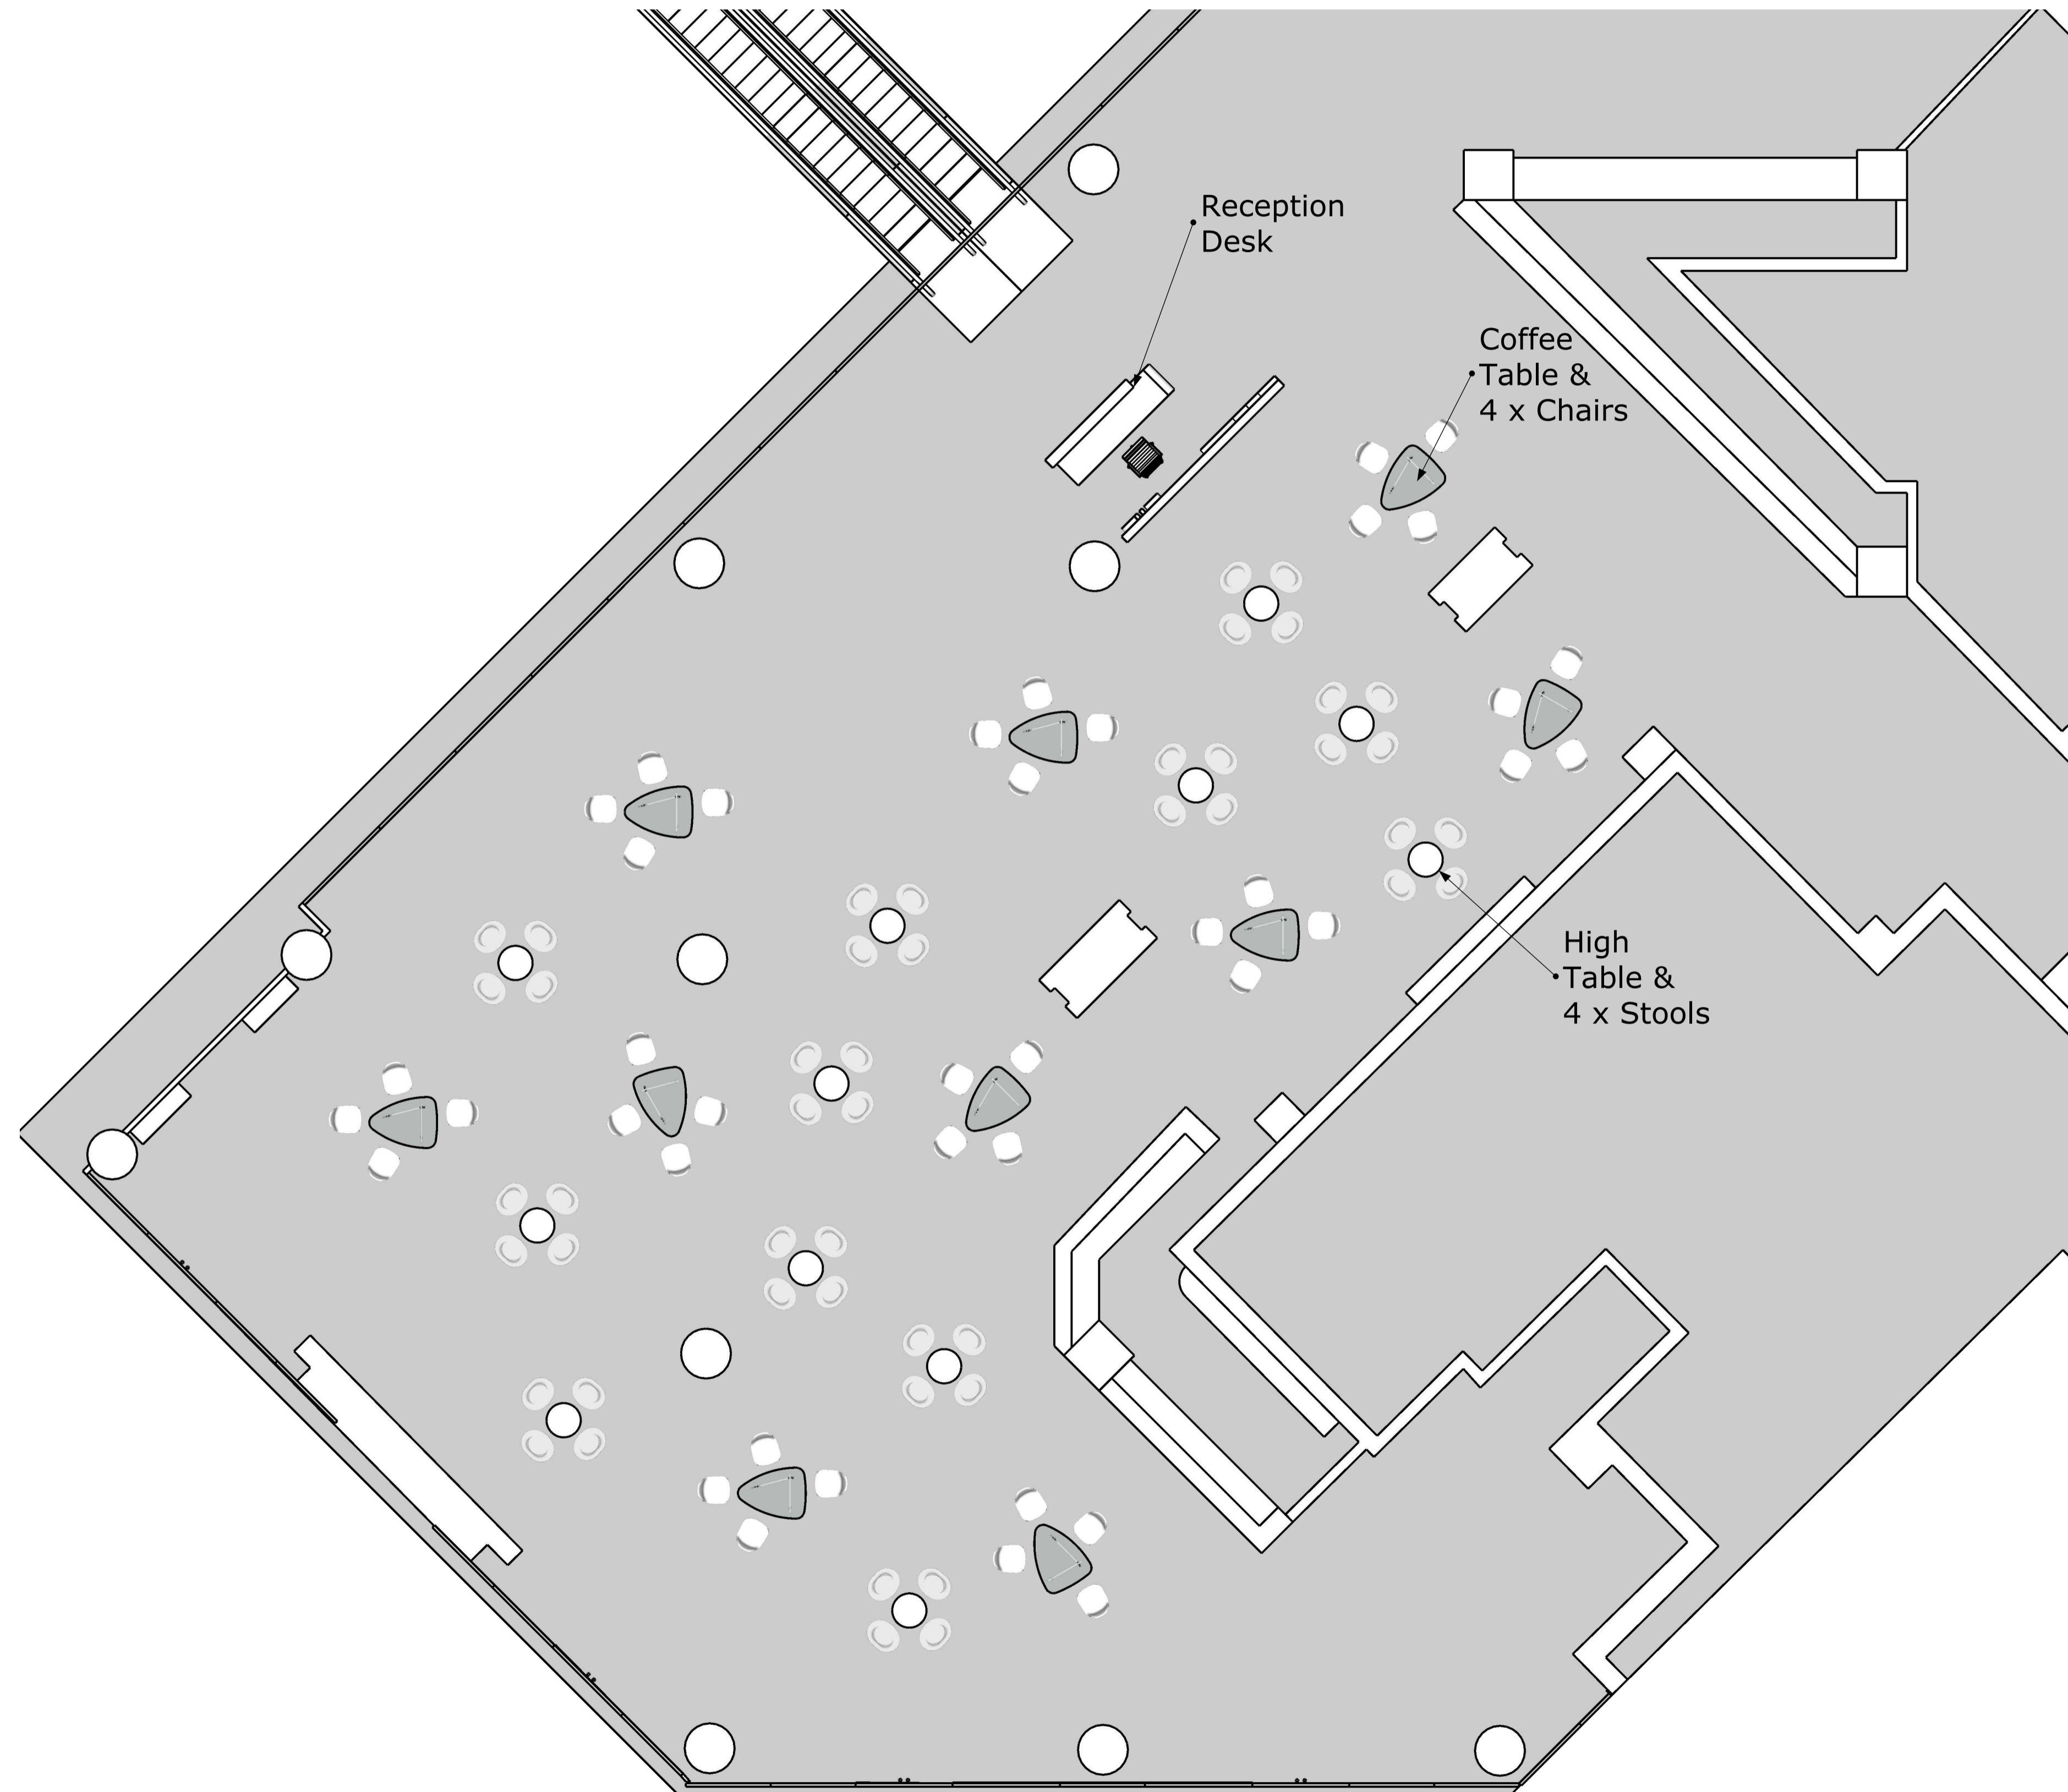 Reception
Desk
Coffee
Table &
4 x Chairs
High
Table &
4 x Stools